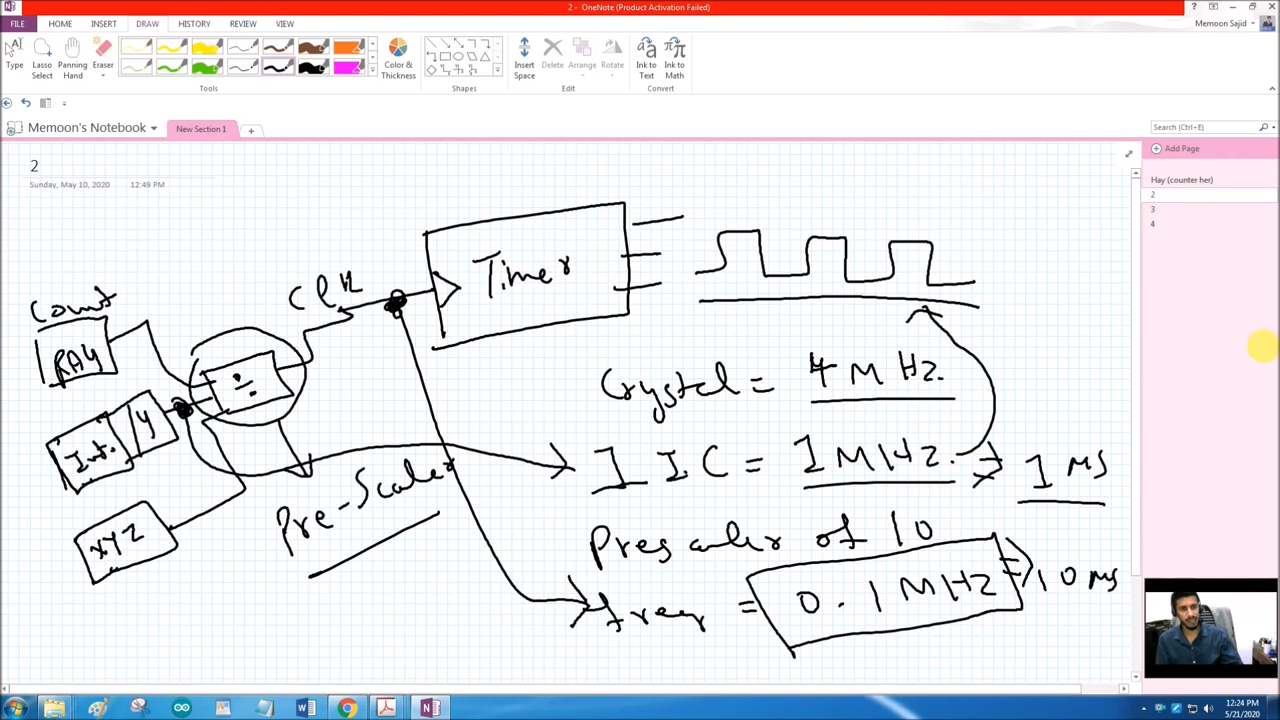 2 - OneNote (Product Activation Failed)
FILE HOME INSERT DRAW HISTORY REVIEW VIEW
Memoon Sajid
Type Lasso Select Panning Hand Eraser Color & Thickness Insert Space Delete Arrange Rotate Ink to Text Ink to Math
Tools Shapes Edit Convert
Memoon's Notebook New Section 1
Search (Ctrl+E)
Add Page
Hay (counter her)
2
3
4
2
Sunday, May 10, 2020 12:49 PM
Timer
Clk
Count
RA4
Int. /4
XYZ
Pre-Scaler
Crystal = 4 M Hz.
1 I.C = 1 MHz. ⇒ 1 µs
Prescaler of 10
freq = 0.1 MHz ⇒ 10 µs
12:24 PM
5/21/2020